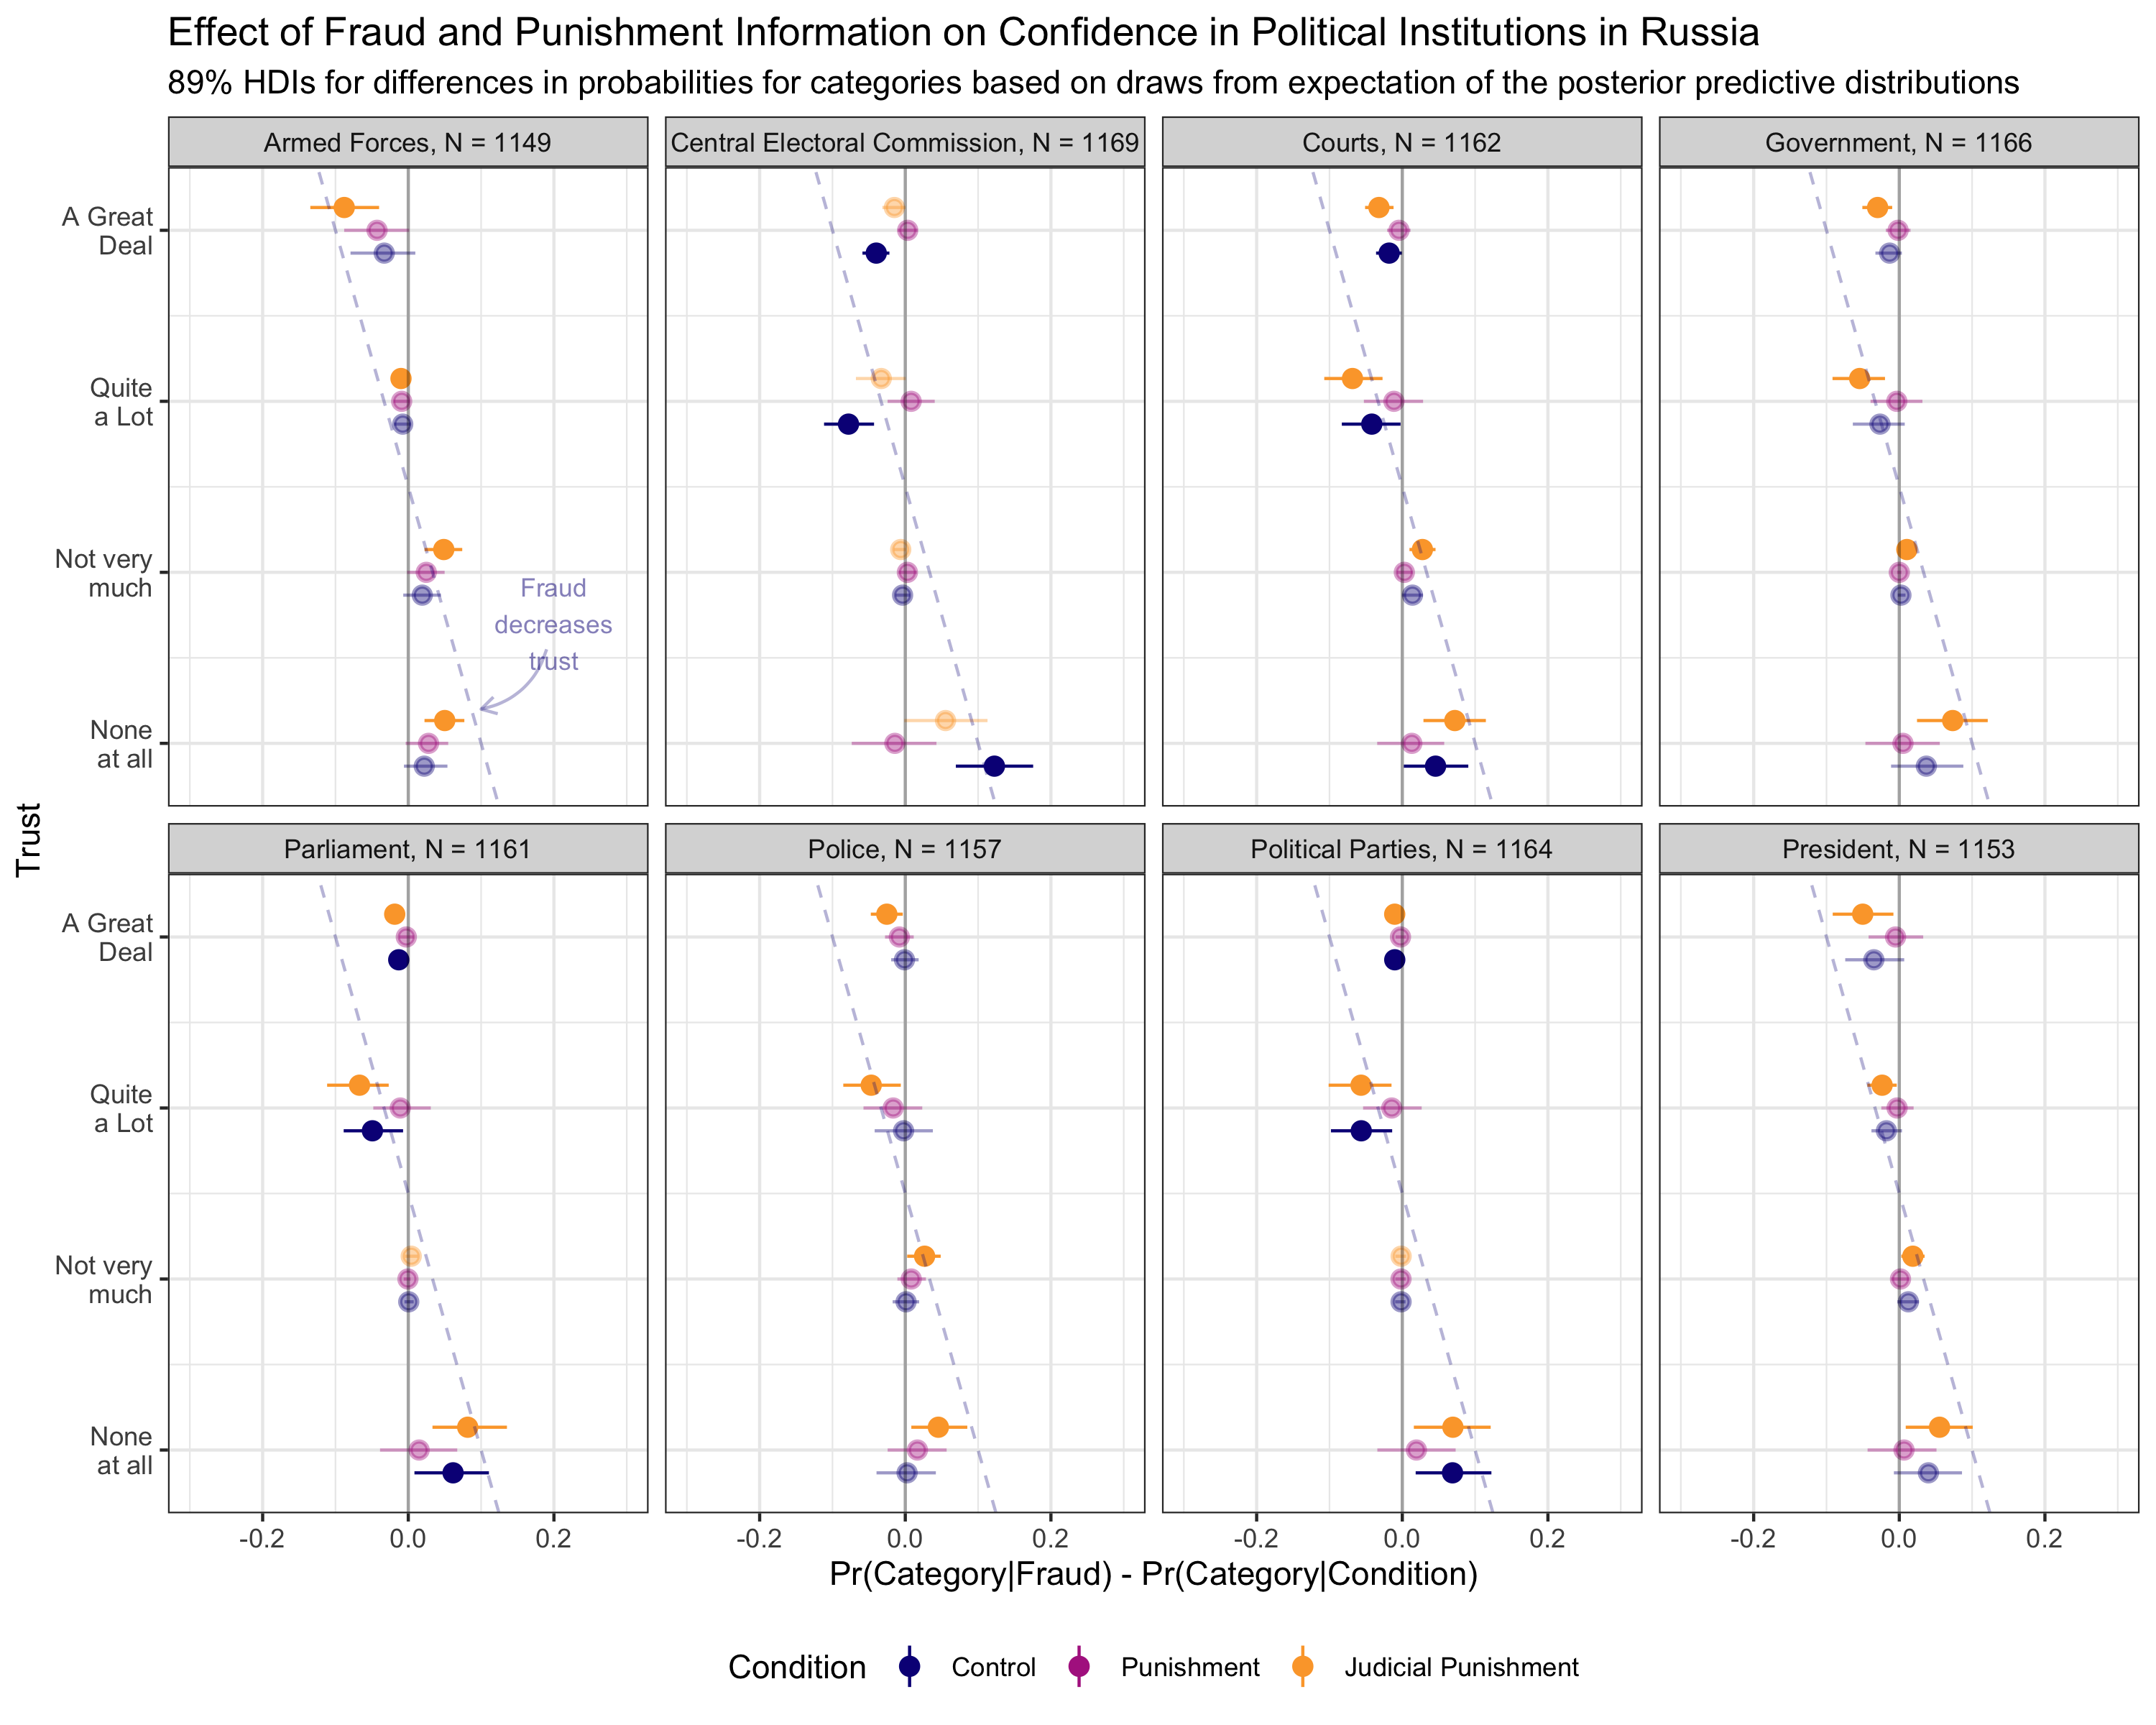 Effect of Fraud and Punishment Information on Confidence in Political Institutions in Russia
89% HDIs for differences in probabilities for categories based on draws from expectation of the posterior predictive distributions
Armed Forces, N = 1149
Central Electoral Commission, N = 1169
Courts, N = 1162
Government, N = 1166
A Great
Deal
Quite
a Lot
Not very
much
None
at all
Fraud
decreases
trust
Trust
Parliament, N = 1161
Police, N = 1157
Political Parties, N = 1164
President, N = 1153
A Great
Deal
Quite
a Lot
Not very
much
None
at all
-0.2 0.0 0.2
-0.2 0.0 0.2
-0.2 0.0 0.2
-0.2 0.0 0.2
Pr(Category|Fraud) - Pr(Category|Condition)
Condition Control Punishment Judicial Punishment